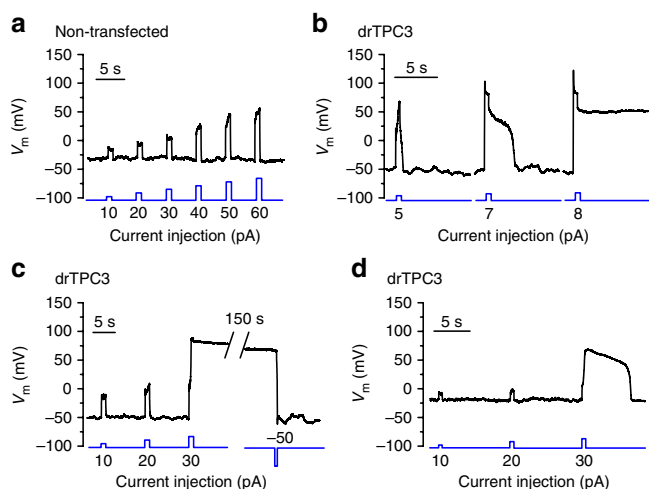 a
Non-transfected
5 s
150
100
50
0
−50
−100
V_m (mV)
10 20 30 40 50 60
Current injection (pA)
b
drTPC3
5 s
150
100
50
0
−50
−100
V_m (mV)
5 7 8
Current injection (pA)
c
drTPC3
5 s
150 s
150
100
50
0
−50
−100
V_m (mV)
10 20 30
−50
Current injection (pA)
d
drTPC3
5 s
150
100
50
0
−50
−100
V_m (mV)
10 20 30
Current injection (pA)